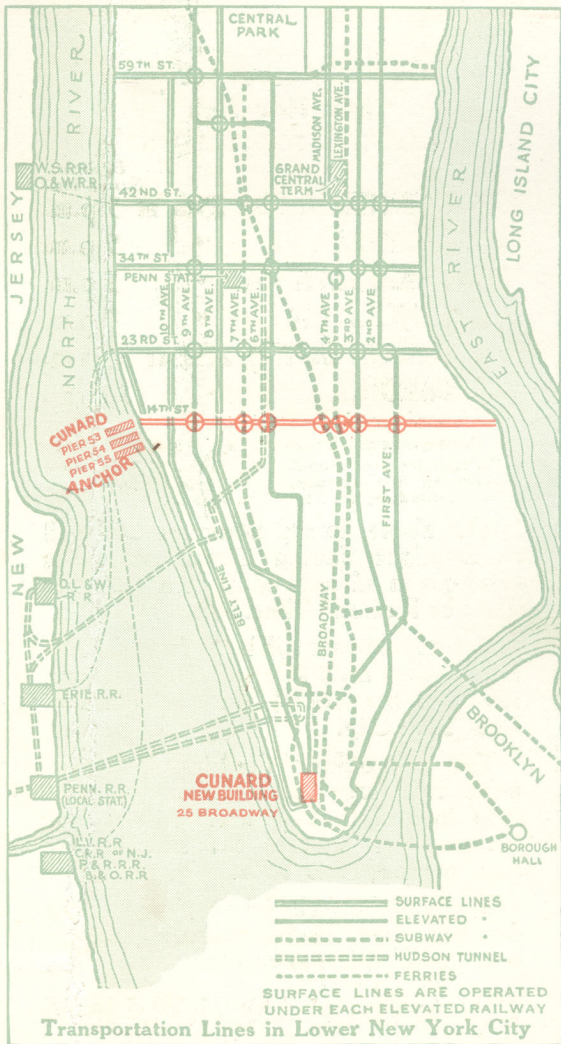 CENTRAL
PARK
59TH ST.
RIVER
NORTH
MADISON AVE.
LEXINGTON AVE.
LONG ISLAND CITY
W.S.R.R.
O.&W.R.R.
GRAND
CENTRAL
TERM
42ND ST.
JERSEY
NEW
RIVER
EAST
34TH ST
PENN STAT.
10TH AVE.
9TH AVE.
8TH AVE.
7TH AVE.
6TH AVE.
4TH AVE
3RD AVE
2ND AVE
23RD ST.
14TH ST
CUNARD
PIER 53
PIER 54
PIER 55
ANCHOR
FIRST AVE.
D.L.&W.
R R
BELT LINE
BROADWAY
ERIE R.R.
BROOKLYN
PENN. R.R.
(LOCAL STAT.)
CUNARD
NEW BUILDING
25 BROADWAY
L.V.R.R
C.R.R OF N.J.
P & R.R.R.
B.& O.R.R
BOROUGH
HALL
SURFACE LINES
ELEVATED "
SUBWAY "
HUDSON TUNNEL
FERRIES
SURFACE LINES ARE OPERATED
UNDER EACH ELEVATED RAILWAY
Transportation Lines in Lower New York City